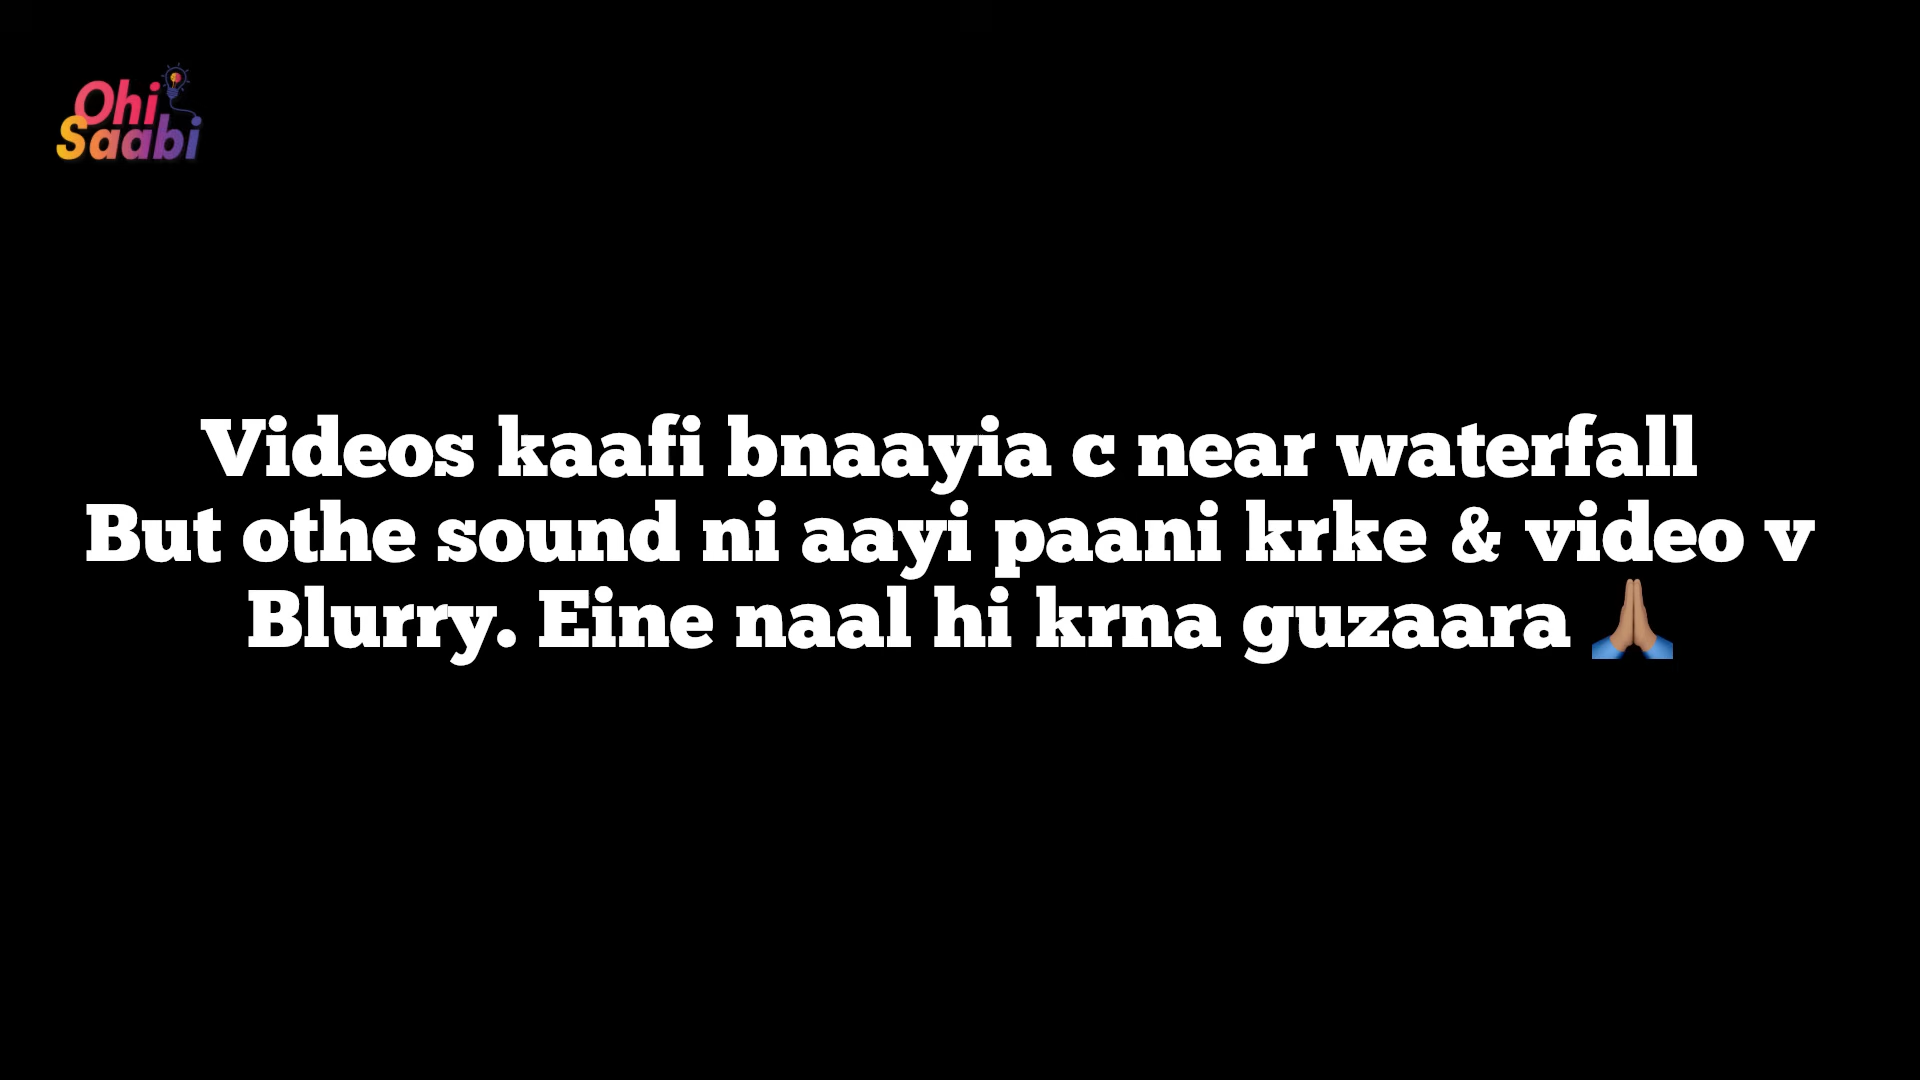 Ohi
Saabi
Videos kaafi bnaayia c near waterfall
But othe sound ni aayi paani krke & video v
Blurry. Eine naal hi krna guzaara 🙏🏽